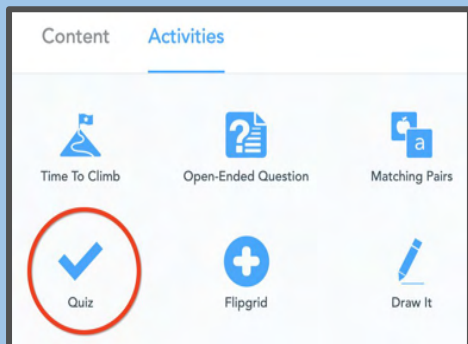 Content Activities
Time To Climb Open-Ended Question Matching Pairs
a
Quiz Flipgrid Draw It